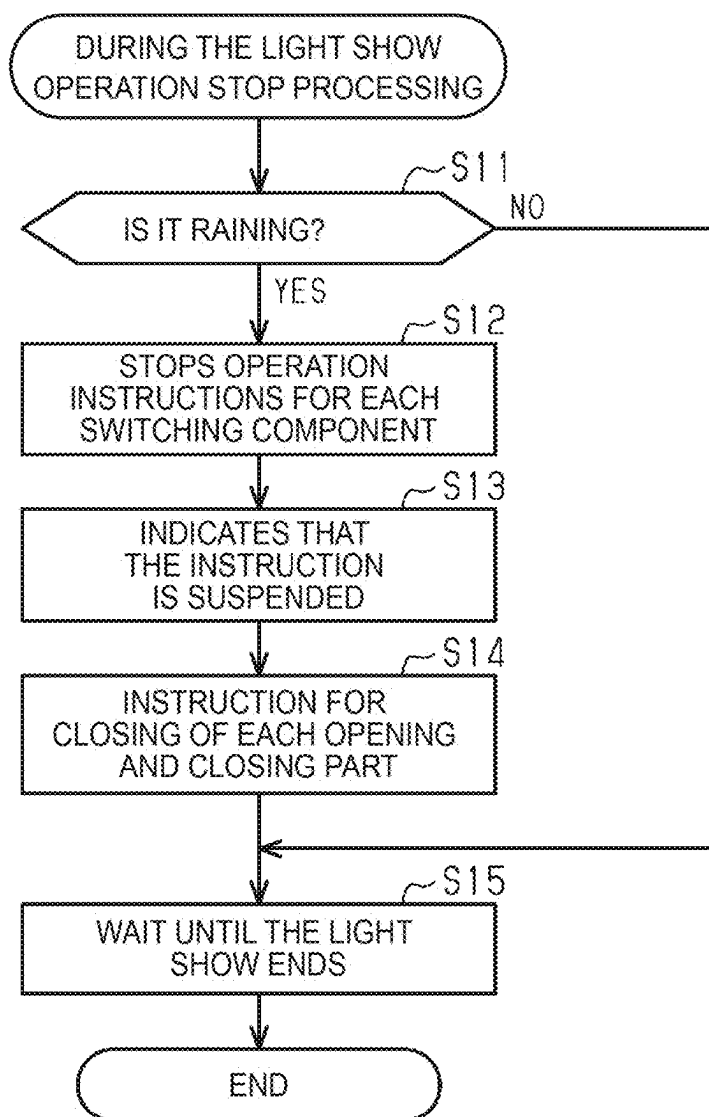 DURING THE LIGHT SHOW
OPERATION STOP PROCESSING
S11
IS IT RAINING?
NO
YES
S12
STOPS OPERATION
INSTRUCTIONS FOR EACH
SWITCHING COMPONENT
S13
INDICATES THAT
THE INSTRUCTION
IS SUSPENDED
S14
INSTRUCTION FOR
CLOSING OF EACH OPENING
AND CLOSING PART
S15
WAIT UNTIL THE LIGHT
SHOW ENDS
END